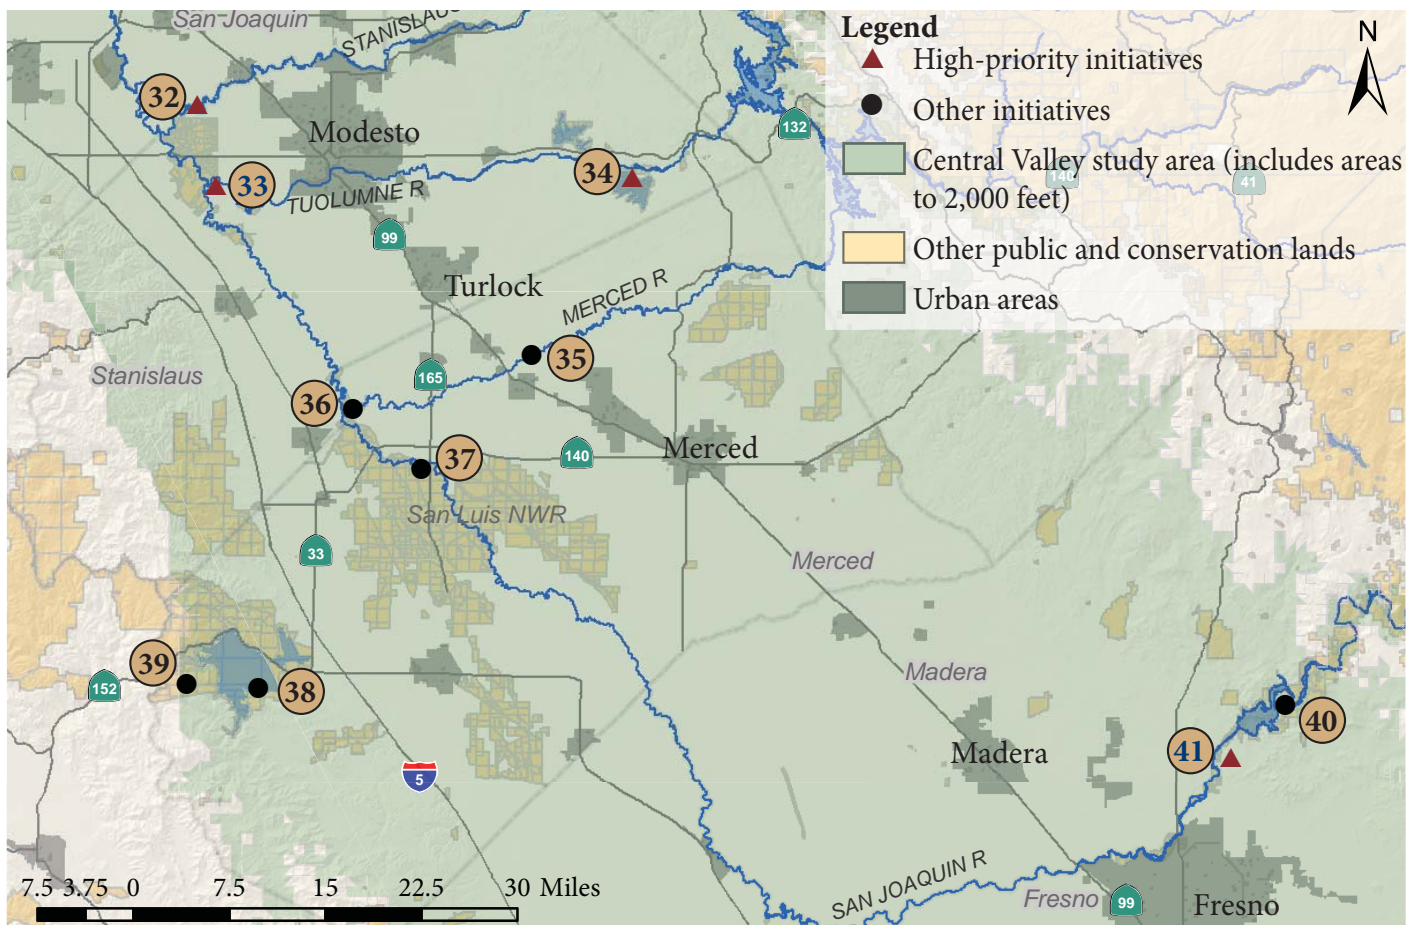 San Joaquin
STANISLAUS
Legend
N
High-priority initiatives
Other initiatives
Central Valley study area (includes areas
to 2,000 feet)
Other public and conservation lands
Urban areas
32
Modesto
132
140
41
33
34
TUOLUMNE R
99
Turlock
MERCED R
Stanislaus
165
35
36
37
140
Merced
San Luis NWR
33
Merced
39
152
38
Madera
Madera
40
41
5
7.5 3.75 0 7.5 15 22.5 30 Miles
SAN JOAQUIN R
Fresno
99
Fresno